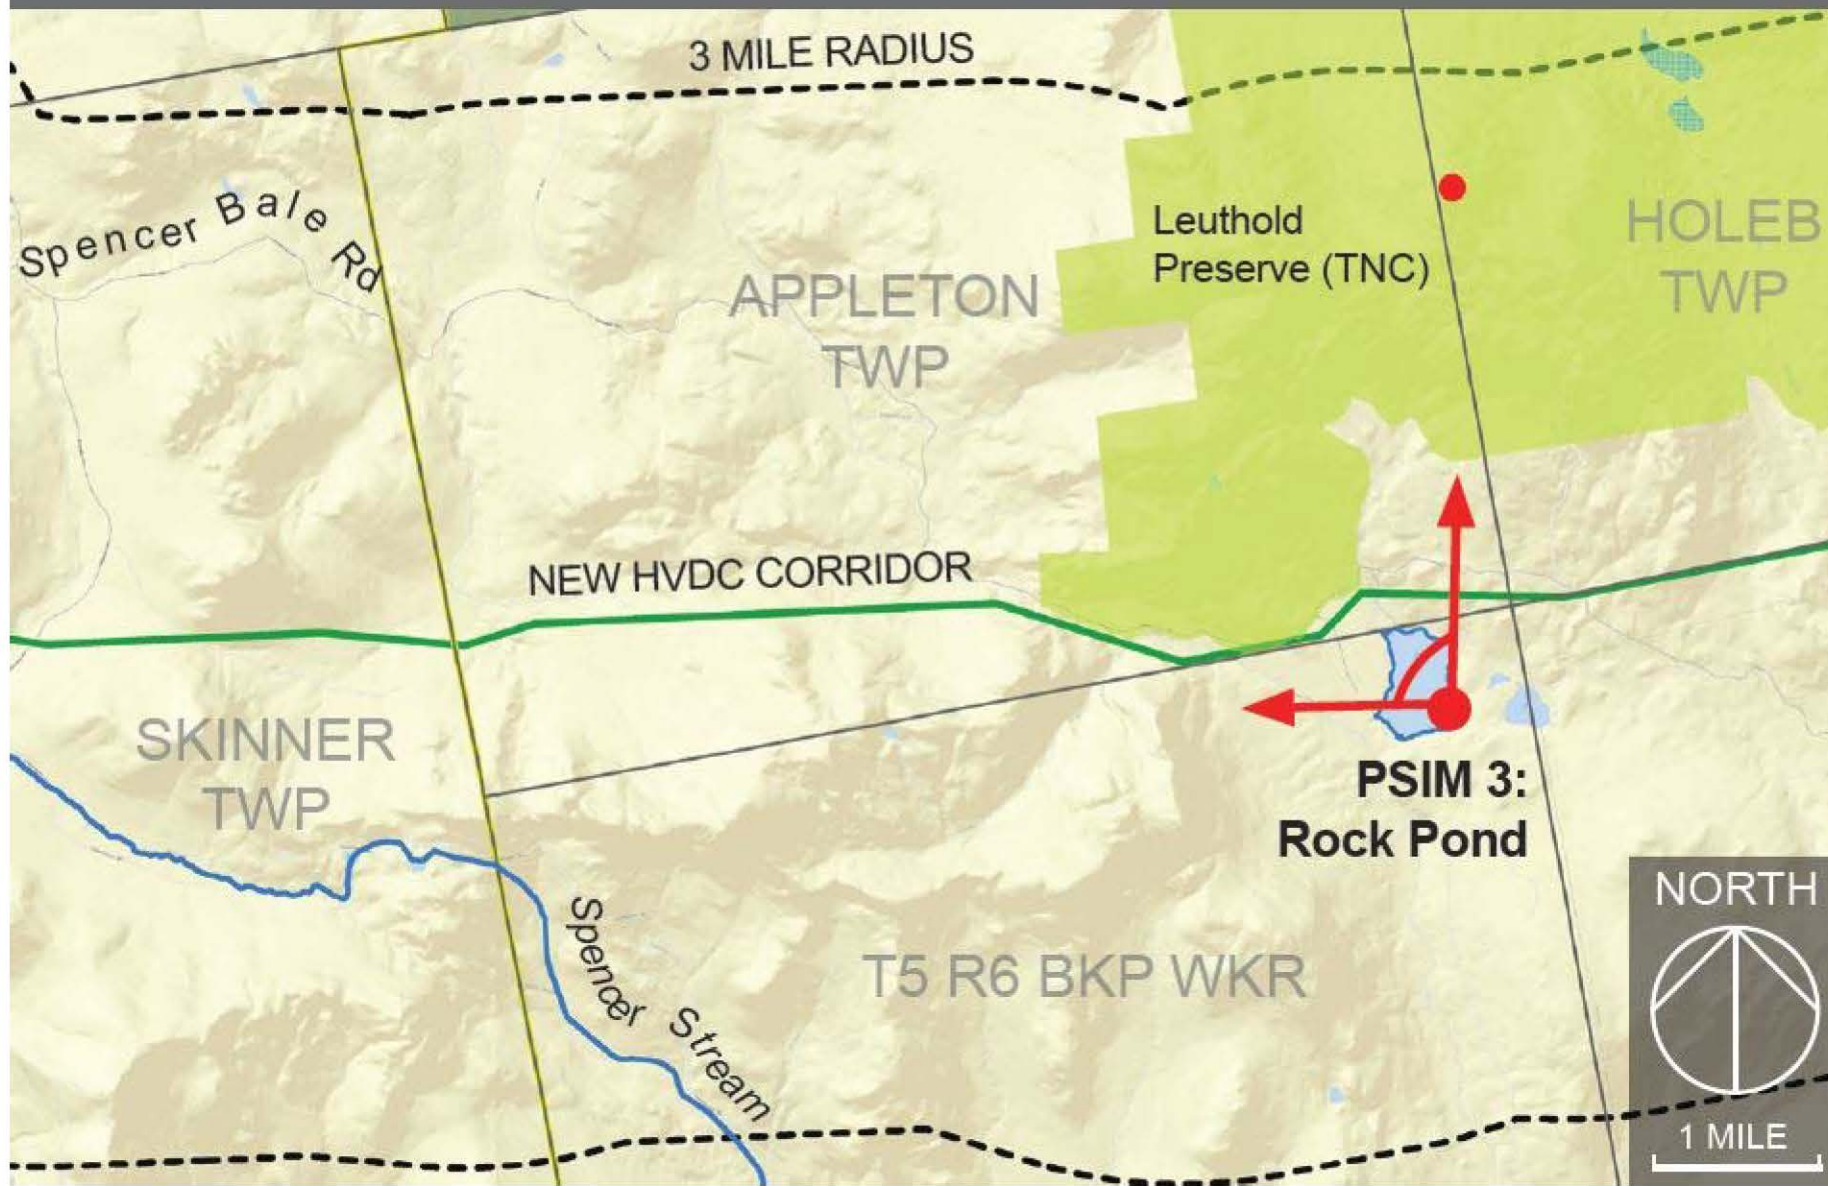 3 MILE RADIUS
Spencer Bale Rd
Leuthold
Preserve (TNC)
HOLEB
TWP
APPLETON
TWP
NEW HVDC CORRIDOR
SKINNER
TWP
PSIM 3:
Rock Pond
Spencer Stream
T5 R6 BKP WKR
NORTH
1 MILE